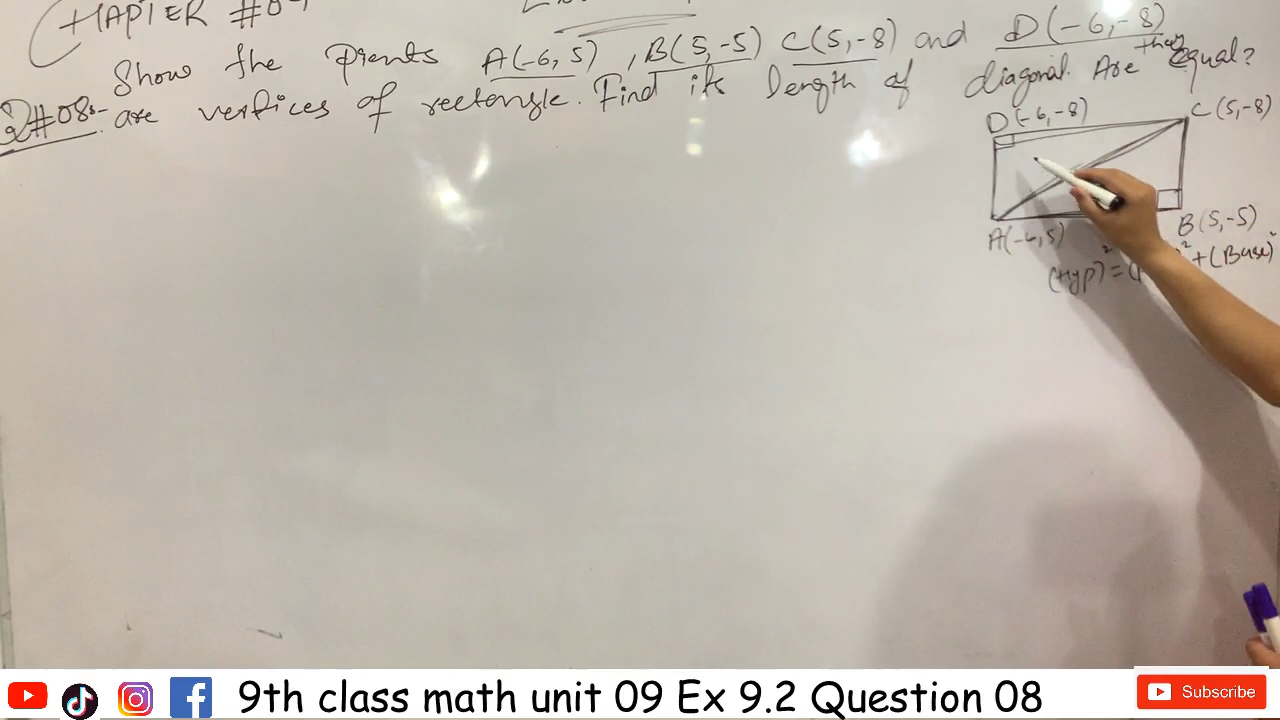 CHAPTER #0
Show the Pionts A(-6,5) , B(5,-5) C(5,-8) and D(-6,-8)
Q#08:- are vertices of rectangle. Find its length of diagonal. Are they equal?
D(-6,-8) C(5,-8)
A(-6,5) B(5,-5)
(Hyp)² = ( )² + (Base)²
9th class math unit 09 Ex 9.2 Question 08
Subscribe